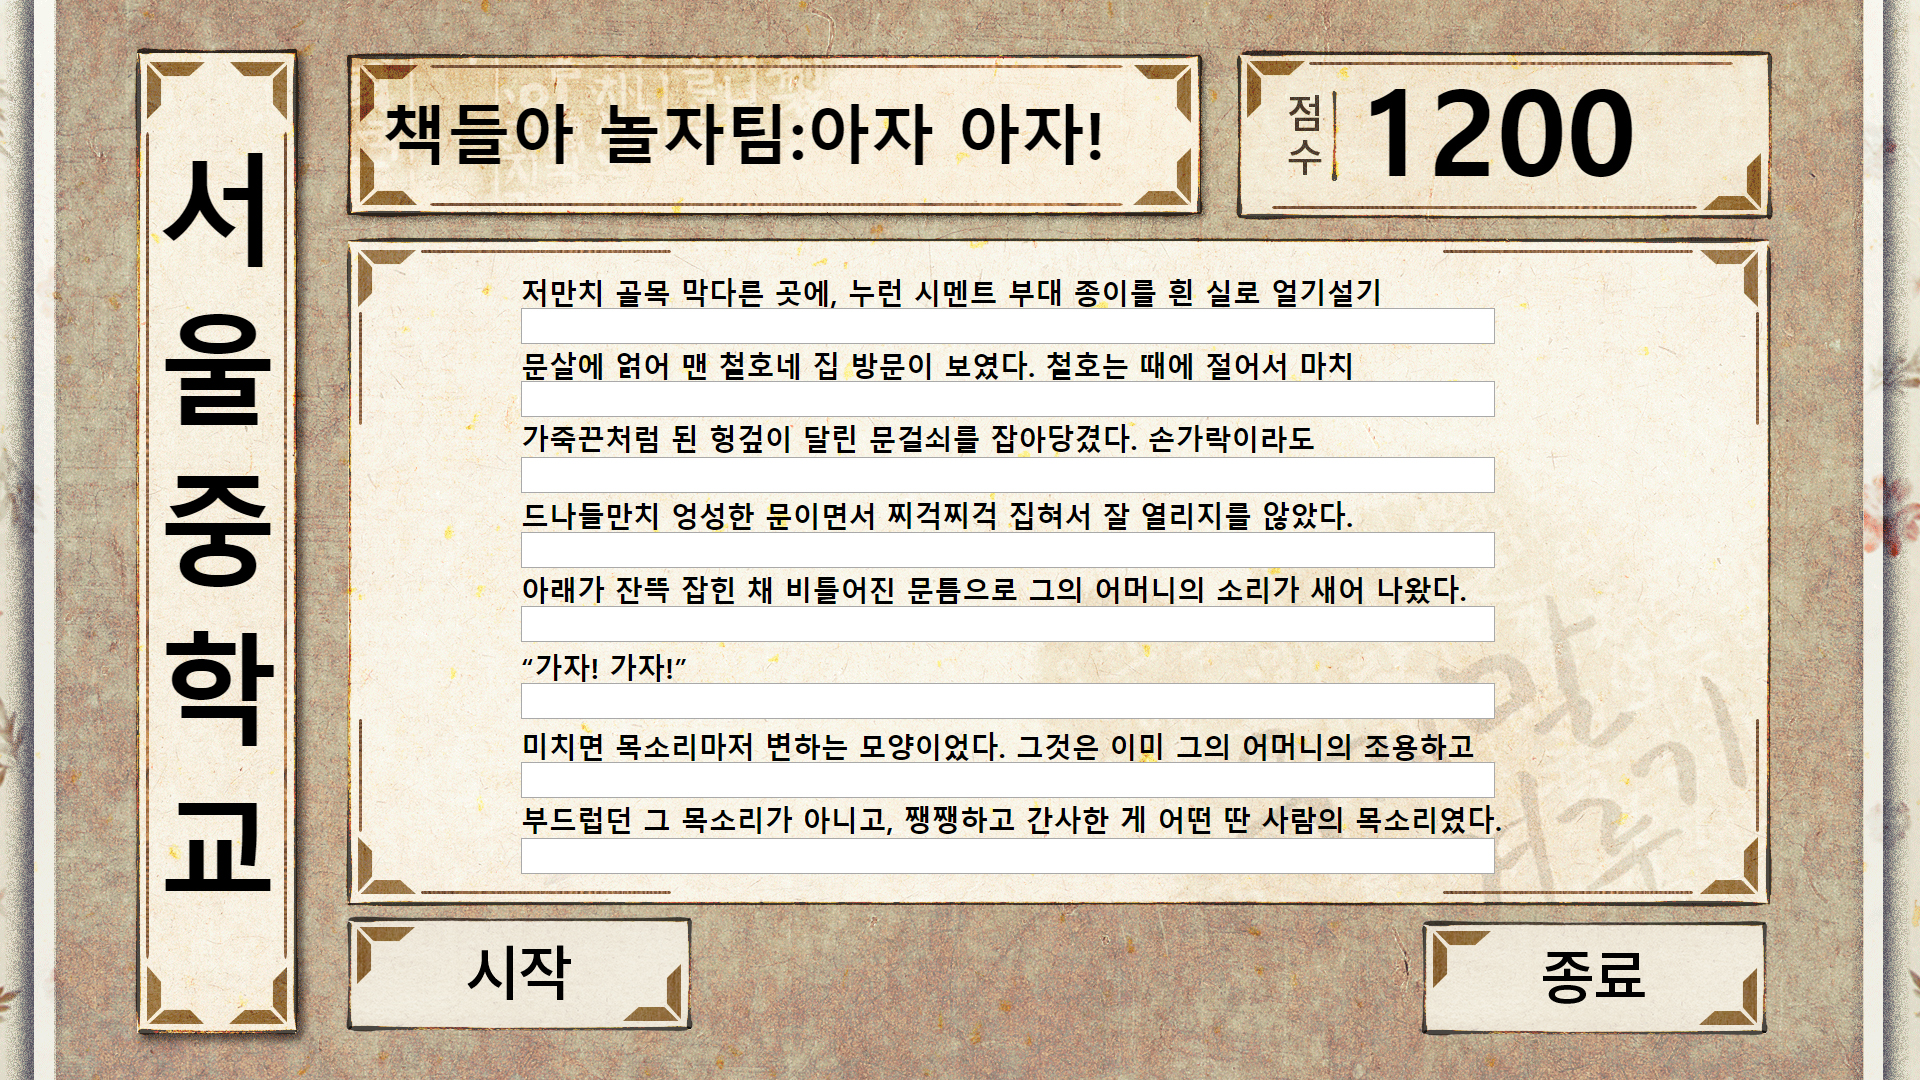 서울중학교
책들아 놀자팀:아자 아자!
점수
1200
저만치 골목 막다른 곳에, 누런 시멘트 부대 종이를 흰 실로 얼기설기
문살에 얽어 맨 철호네 집 방문이 보였다. 철호는 때에 절어서 마치
가죽끈처럼 된 헝겊이 달린 문걸쇠를 잡아당겼다. 손가락이라도
드나들만치 엉성한 문이면서 찌걱찌걱 집혀서 잘 열리지를 않았다.
아래가 잔뜩 잡힌 채 비틀어진 문틈으로 그의 어머니의 소리가 새어 나왔다.
“가자! 가자!”
미치면 목소리마저 변하는 모양이었다. 그것은 이미 그의 어머니의 조용하고
부드럽던 그 목소리가 아니고, 쨍쨍하고 간사한 게 어떤 딴 사람의 목소리였다.
시작
종료